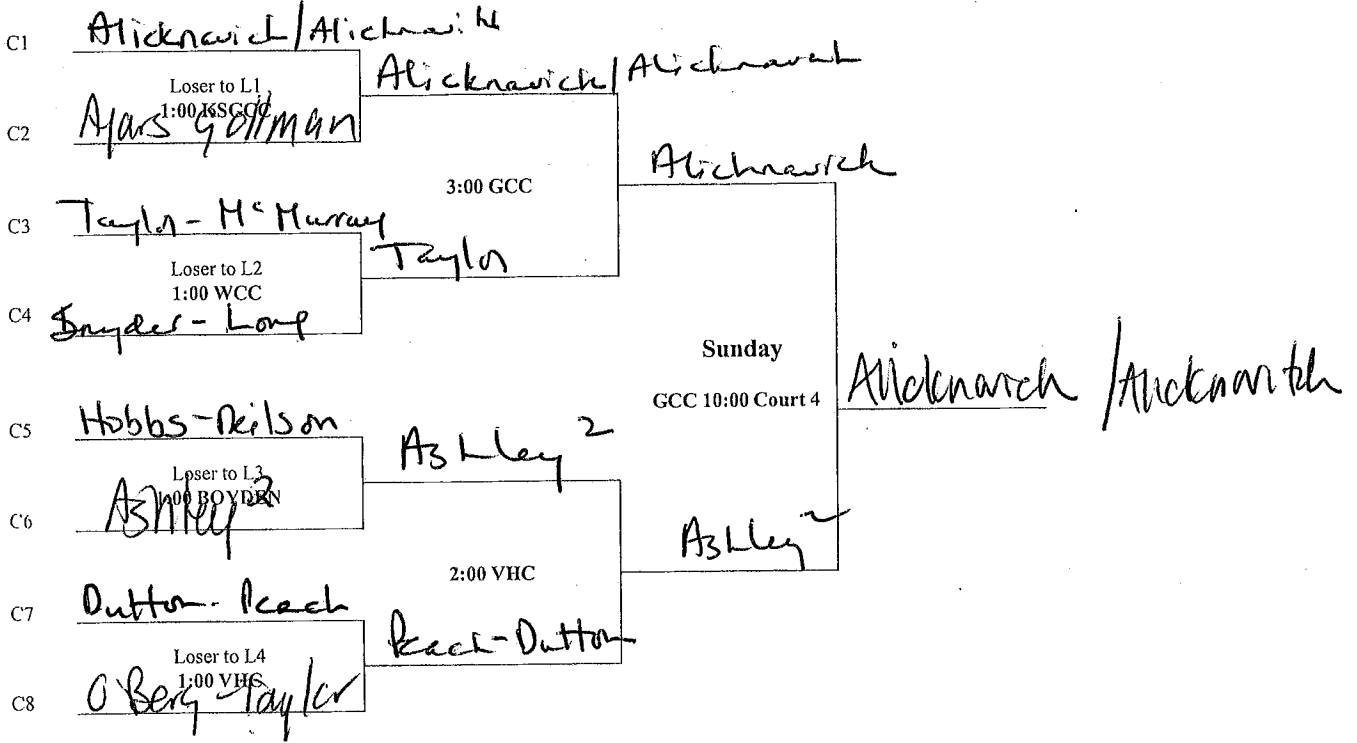 C1 Alicknavich/Alicknavich
Loser to L1
1:00 KSGCC
C2 Ajars Gollman
Alicknavich/Alicknavich
3:00 GCC
Alicknavich
C3 Taylor-McMurray
Loser to L2
1:00 WCC
C4 Snyder-Long
Taylor
Sunday
GCC 10:00 Court 4
Alicknavich/Alicknavitch
C5 Hobbs-Neilson
Loser to L3
1:00 BOYDEN
C6 Ashley 2
Ashley 2
2:00 VHC
Ashley 2
C7 Dutton-Peach
Loser to L4
1:00 VHC
C8 O'Berg-Taylor
Peach-Dutton